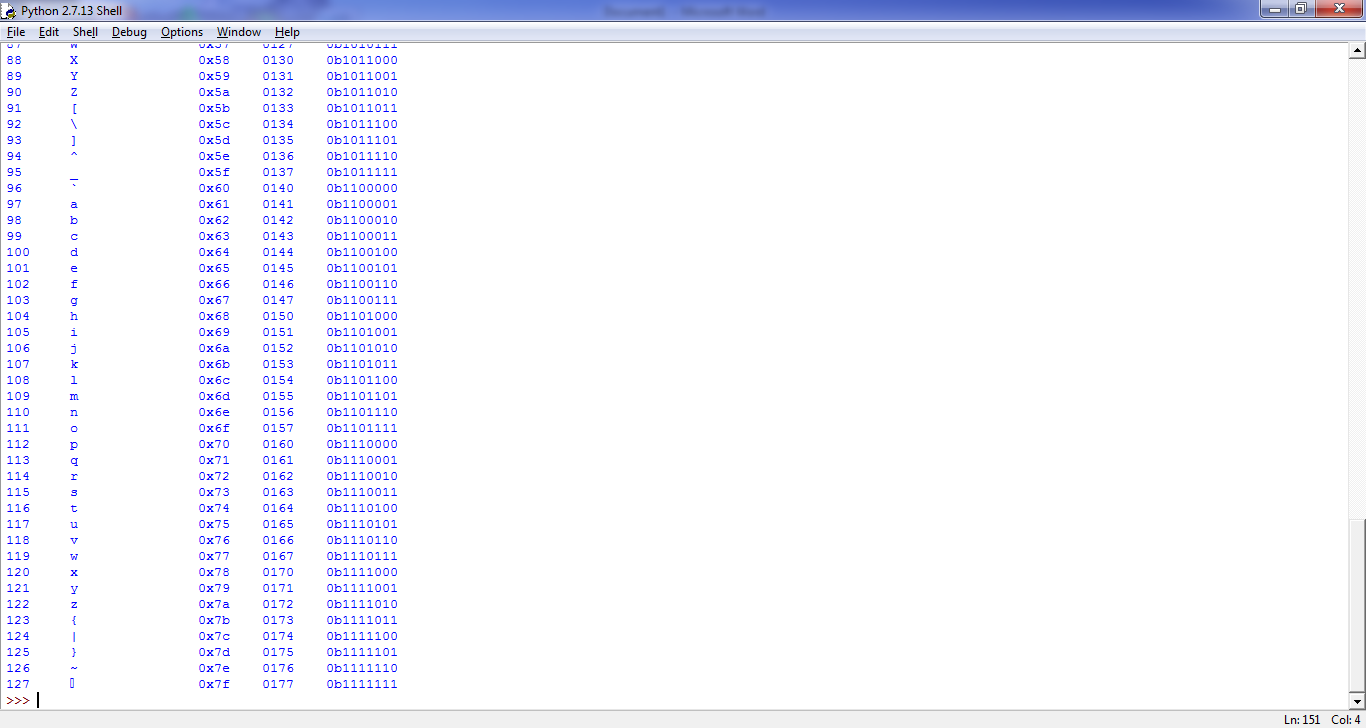 Python 2.7.13 Shell
File Edit Shell Debug Options Window Help
87 W 0x57 0127 0b1010111
88 X 0x58 0130 0b1011000
89 Y 0x59 0131 0b1011001
90 Z 0x5a 0132 0b1011010
91 [ 0x5b 0133 0b1011011
92 \ 0x5c 0134 0b1011100
93 ] 0x5d 0135 0b1011101
94 ^ 0x5e 0136 0b1011110
95 _ 0x5f 0137 0b1011111
96 ` 0x60 0140 0b1100000
97 a 0x61 0141 0b1100001
98 b 0x62 0142 0b1100010
99 c 0x63 0143 0b1100011
100 d 0x64 0144 0b1100100
101 e 0x65 0145 0b1100101
102 f 0x66 0146 0b1100110
103 g 0x67 0147 0b1100111
104 h 0x68 0150 0b1101000
105 i 0x69 0151 0b1101001
106 j 0x6a 0152 0b1101010
107 k 0x6b 0153 0b1101011
108 l 0x6c 0154 0b1101100
109 m 0x6d 0155 0b1101101
110 n 0x6e 0156 0b1101110
111 o 0x6f 0157 0b1101111
112 p 0x70 0160 0b1110000
113 q 0x71 0161 0b1110001
114 r 0x72 0162 0b1110010
115 s 0x73 0163 0b1110011
116 t 0x74 0164 0b1110100
117 u 0x75 0165 0b1110101
118 v 0x76 0166 0b1110110
119 w 0x77 0167 0b1110111
120 x 0x78 0170 0b1111000
121 y 0x79 0171 0b1111001
122 z 0x7a 0172 0b1111010
123 { 0x7b 0173 0b1111011
124 | 0x7c 0174 0b1111100
125 } 0x7d 0175 0b1111101
126 ~ 0x7e 0176 0b1111110
127 ▯ 0x7f 0177 0b1111111
>>>
Ln: 151 Col: 4